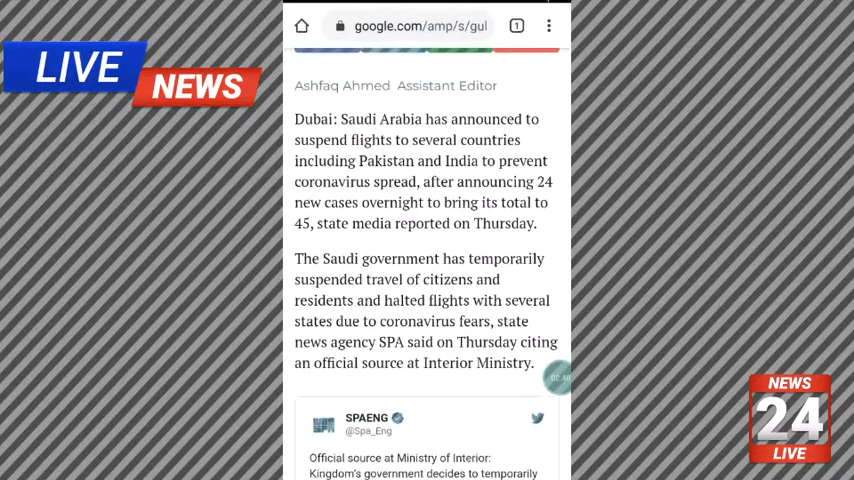 LIVE
NEWS
google.com/amp/s/gul
1
Ashfaq Ahmed Assistant Editor
Dubai: Saudi Arabia has announced to
suspend flights to several countries
including Pakistan and India to prevent
coronavirus spread, after announcing 24
new cases overnight to bring its total to
45, state media reported on Thursday.
The Saudi government has temporarily
suspended travel of citizens and
residents and halted flights with several
states due to coronavirus fears, state
news agency SPA said on Thursday citing
an official source at Interior Ministry.
02:40
SPAENG
@Spa_Eng
Official source at Ministry of Interior:
Kingdom's government decides to temporarily
NEWS
24
LIVE